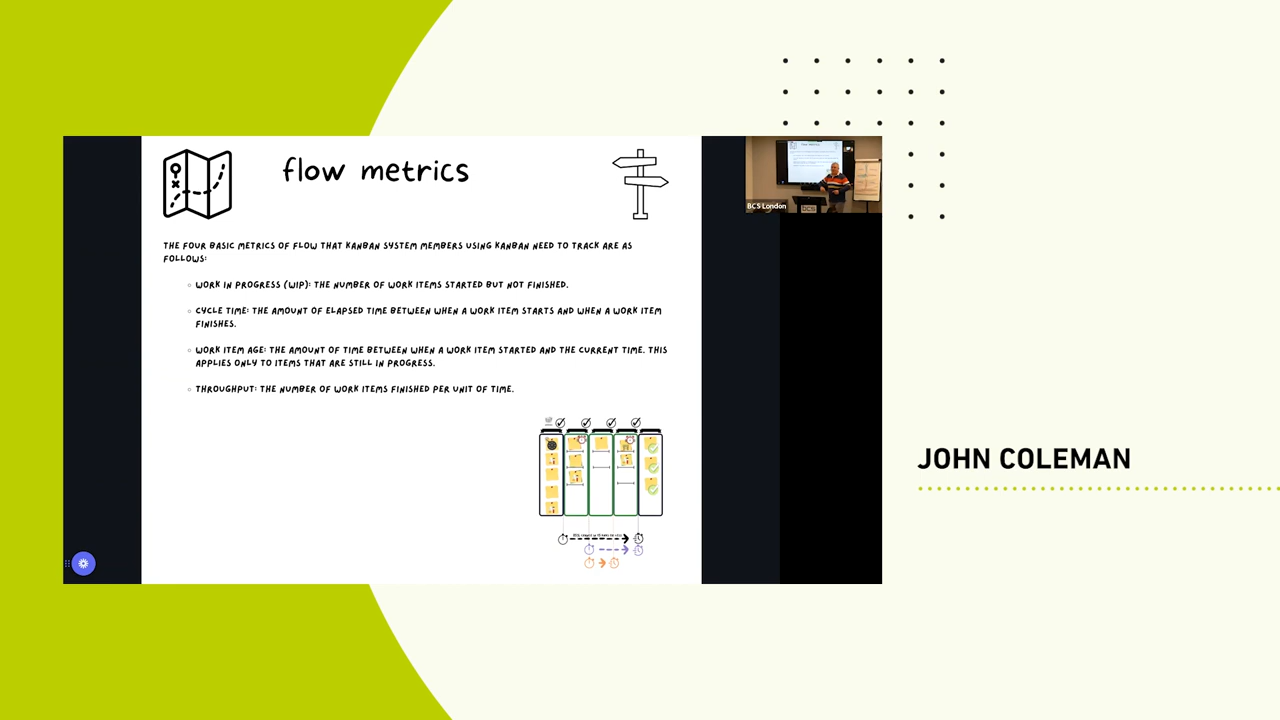 flow metrics
THE FOUR BASIC METRICS OF FLOW THAT KANBAN SYSTEM MEMBERS USING KANBAN NEED TO TRACK ARE AS
FOLLOWS:
WORK IN PROGRESS (WIP): THE NUMBER OF WORK ITEMS STARTED BUT NOT FINISHED.
CYCLE TIME: THE AMOUNT OF ELAPSED TIME BETWEEN WHEN A WORK ITEM STARTS AND WHEN A WORK ITEM
FINISHES.
WORK ITEM AGE: THE AMOUNT OF TIME BETWEEN WHEN A WORK ITEM STARTED AND THE CURRENT TIME. THIS
APPLIES ONLY TO ITEMS THAT ARE STILL IN PROGRESS.
THROUGHPUT: THE NUMBER OF WORK ITEMS FINISHED PER UNIT OF TIME.
BCS London
JOHN COLEMAN